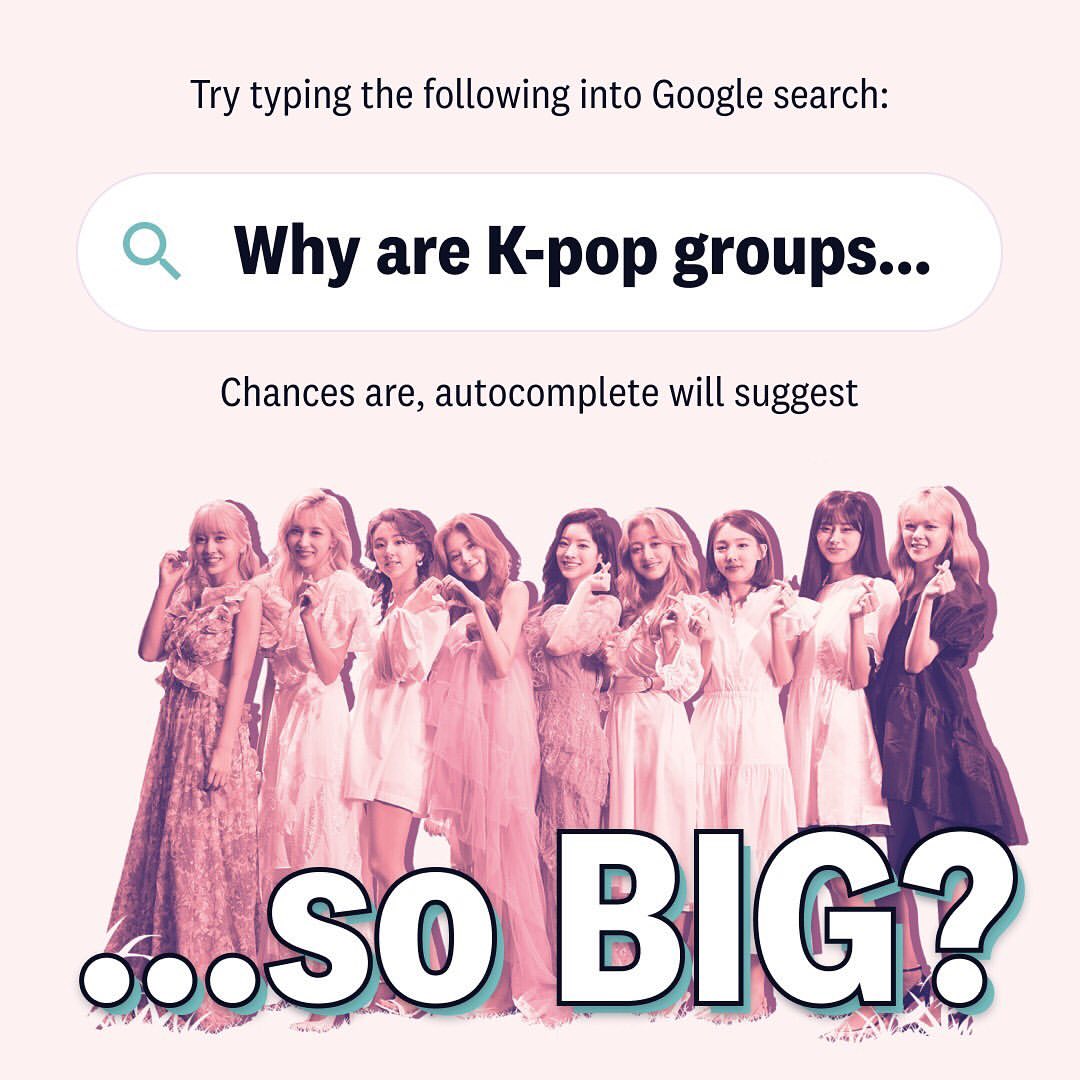 Try typing the following into Google search:
Why are K-pop groups...
Chances are, autocomplete will suggest
...so BIG?